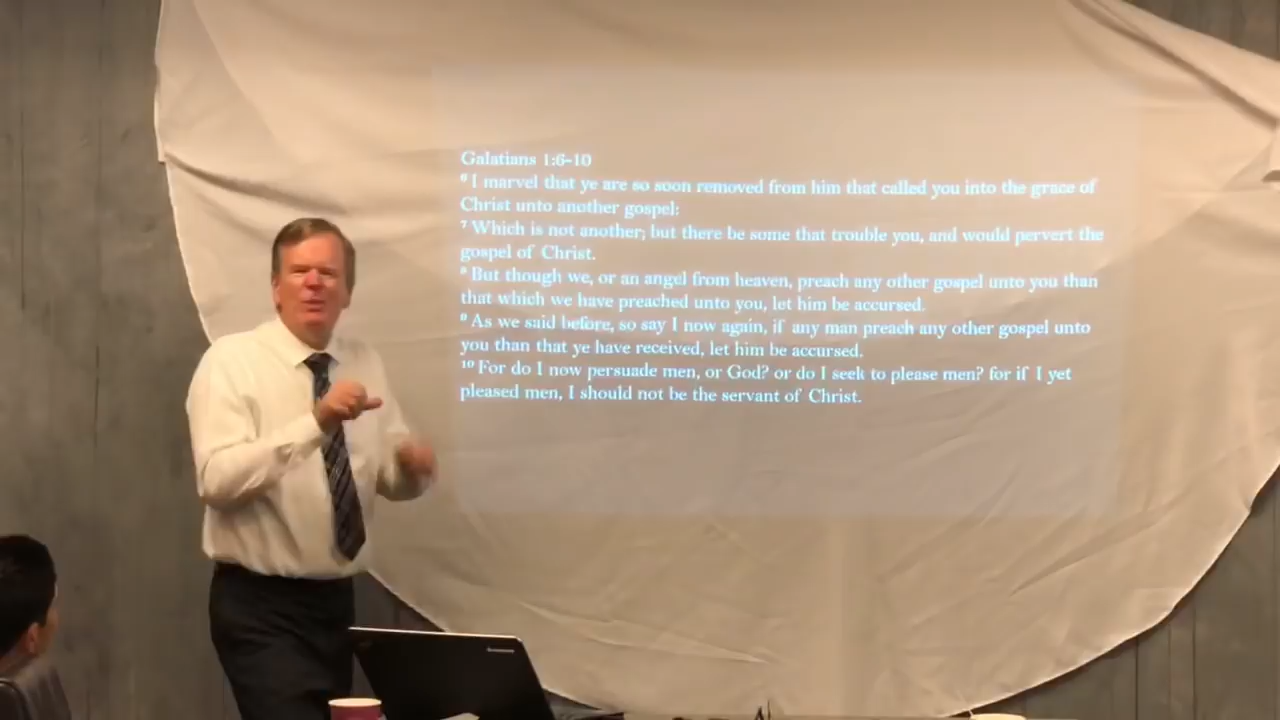 Galatians 1:6-10
⁶ I marvel that ye are so soon removed from him that called you into the grace of
Christ unto another gospel:
⁷ Which is not another; but there be some that trouble you, and would pervert the
gospel of Christ.
⁸ But though we, or an angel from heaven, preach any other gospel unto you than
that which we have preached unto you, let him be accursed.
⁹ As we said before, so say I now again, if any man preach any other gospel unto
you than that ye have received, let him be accursed.
¹⁰ For do I now persuade men, or God? or do I seek to please men? for if I yet
pleased men, I should not be the servant of Christ.
lenovo